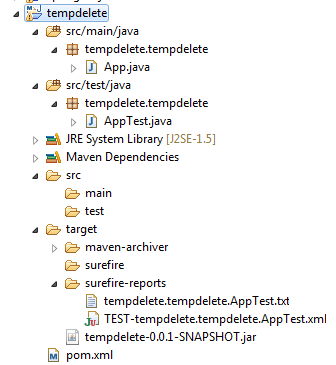 tempdelete
src/main/java
tempdelete.tempdelete
App.java
src/test/java
tempdelete.tempdelete
AppTest.java
JRE System Library [J2SE-1.5]
Maven Dependencies
src
main
test
target
maven-archiver
surefire
surefire-reports
tempdelete.tempdelete.AppTest.txt
TEST-tempdelete.tempdelete.AppTest.xml
tempdelete-0.0.1-SNAPSHOT.jar
pom.xml